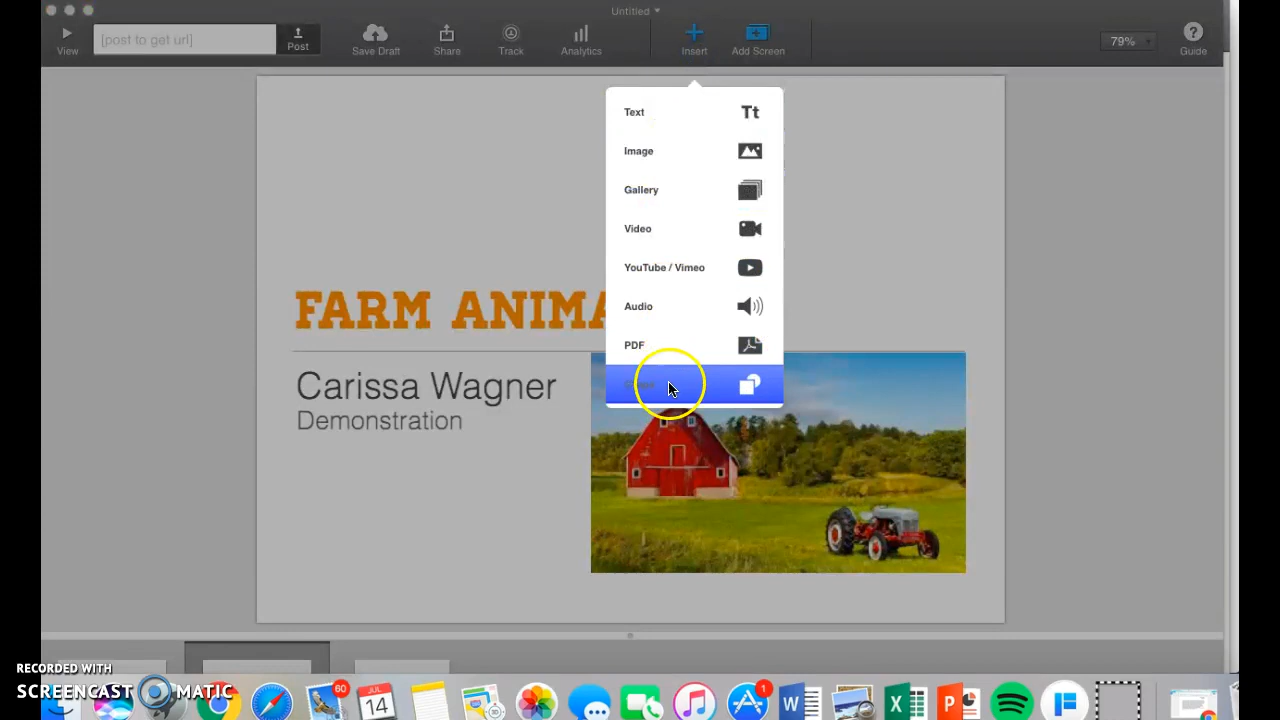 Untitled
View
[post to get url]
Post
Save Draft
Share
Track
Analytics
Insert
Add Screen
79%
Guide
Text
Tt
Image
Gallery
Video
YouTube / Vimeo
Audio
PDF
FARM ANIMA
Carissa Wagner
Demonstration
RECORDED WITH
SCREENCAST MATIC
60
JUL
14
1
W
X
P